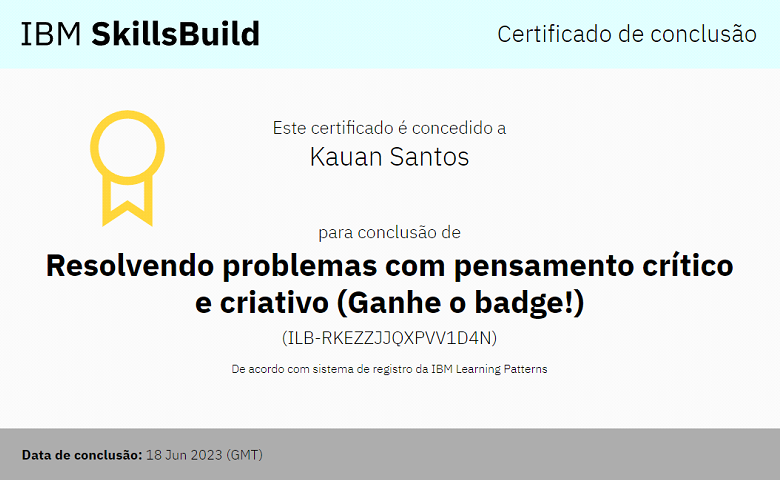 IBM SkillsBuild
Certificado de conclusão
Este certificado é concedido a
Kauan Santos
para conclusão de
Resolvendo problemas com pensamento crítico
e criativo (Ganhe o badge!)
(ILB-RKEZZJJQXPVV1D4N)
De acordo com sistema de registro da IBM Learning Patterns
Data de conclusão: 18 Jun 2023 (GMT)